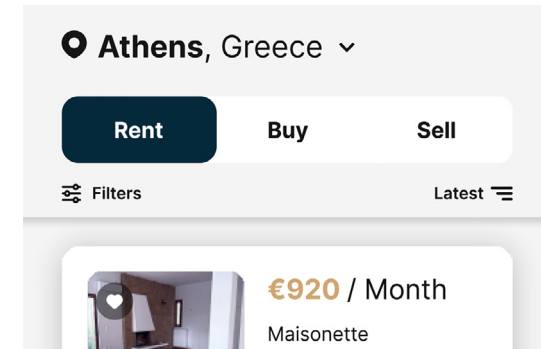 Athens, Greece
Rent Buy Sell
Filters Latest
€920 / Month
Maisonette